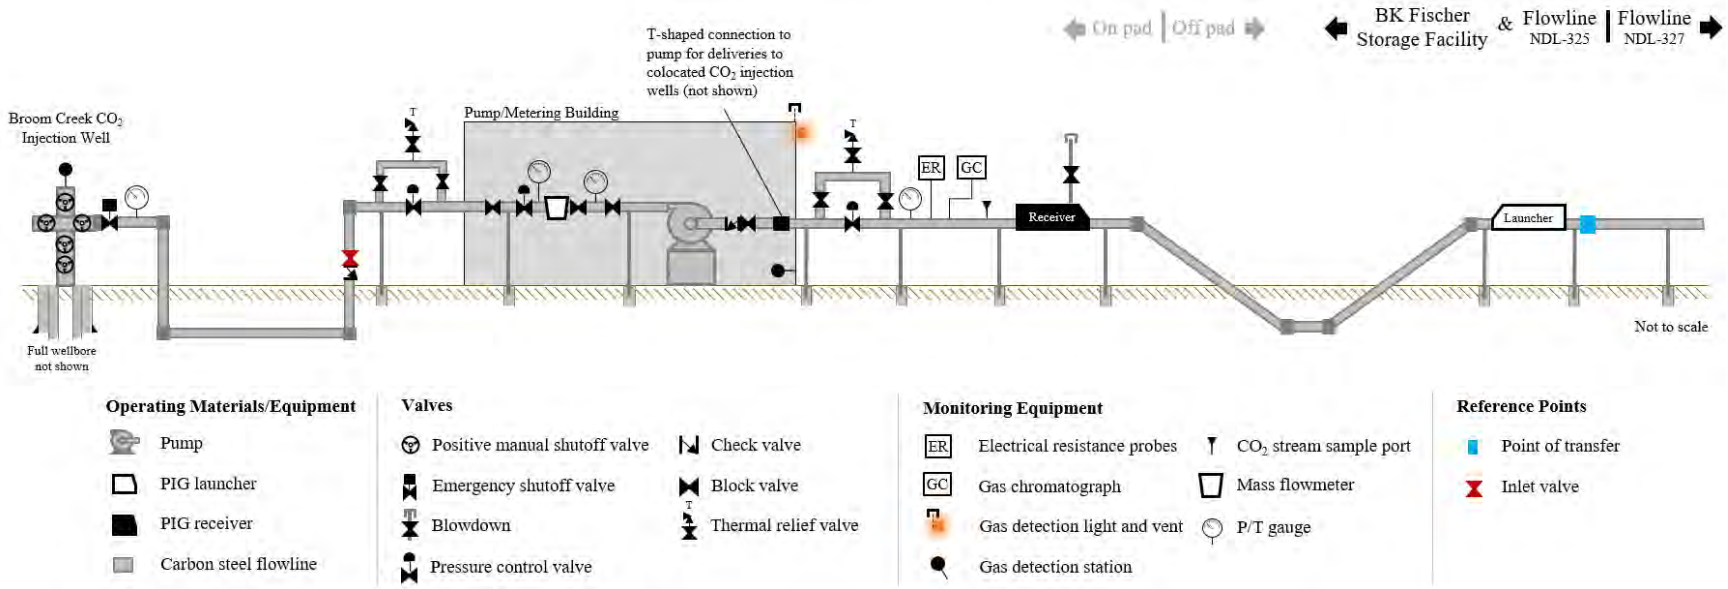 On pad | Off pad
BK Fischer
Storage Facility
&
Flowline
NDL-325
Flowline
NDL-327
T-shaped connection to
pump for deliveries to
colocated CO₂ injection
wells (not shown)
Broom Creek CO₂
Injection Well
Pump/Metering Building
T
T
ER
GC
Receiver
Launcher
Full wellbore
not shown
Not to scale
Operating Materials/Equipment
Pump
PIG launcher
PIG receiver
Carbon steel flowline
Valves
Positive manual shutoff valve
Emergency shutoff valve
Blowdown
Pressure control valve
Check valve
Block valve
T
Thermal relief valve
Monitoring Equipment
ER Electrical resistance probes
GC Gas chromatograph
Gas detection light and vent
Gas detection station
CO₂ stream sample port
Mass flowmeter
P/T gauge
Reference Points
Point of transfer
Inlet valve